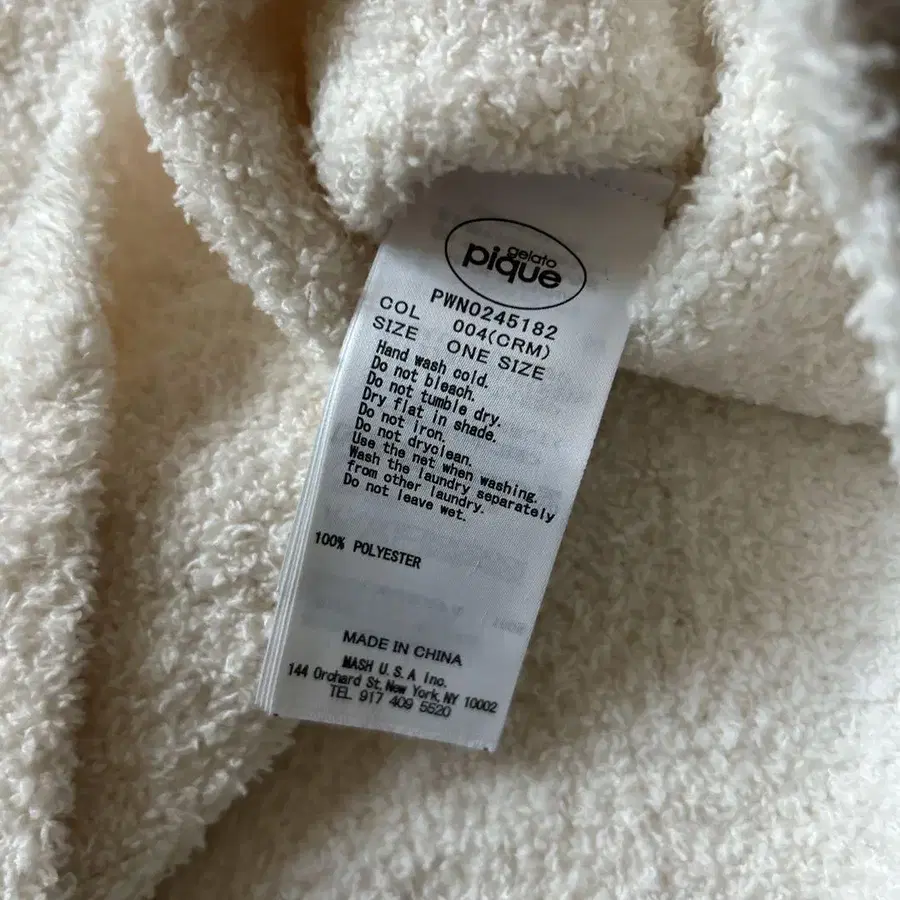 gelato
pique
PWN0245182
COL 004(CRM)
SIZE ONE SIZE
Hand wash cold.
Do not bleach.
Do not tumble dry.
Dry flat in shade.
Do not iron.
Do not dryclean.
Use the net when washing.
Wash the laundry separately
from other laundry.
Do not leave wet.
100% POLYESTER
MADE IN CHINA
MASH U.S.A Inc.
144 Orchard St, New York, NY 10002
TEL 917 409 5520